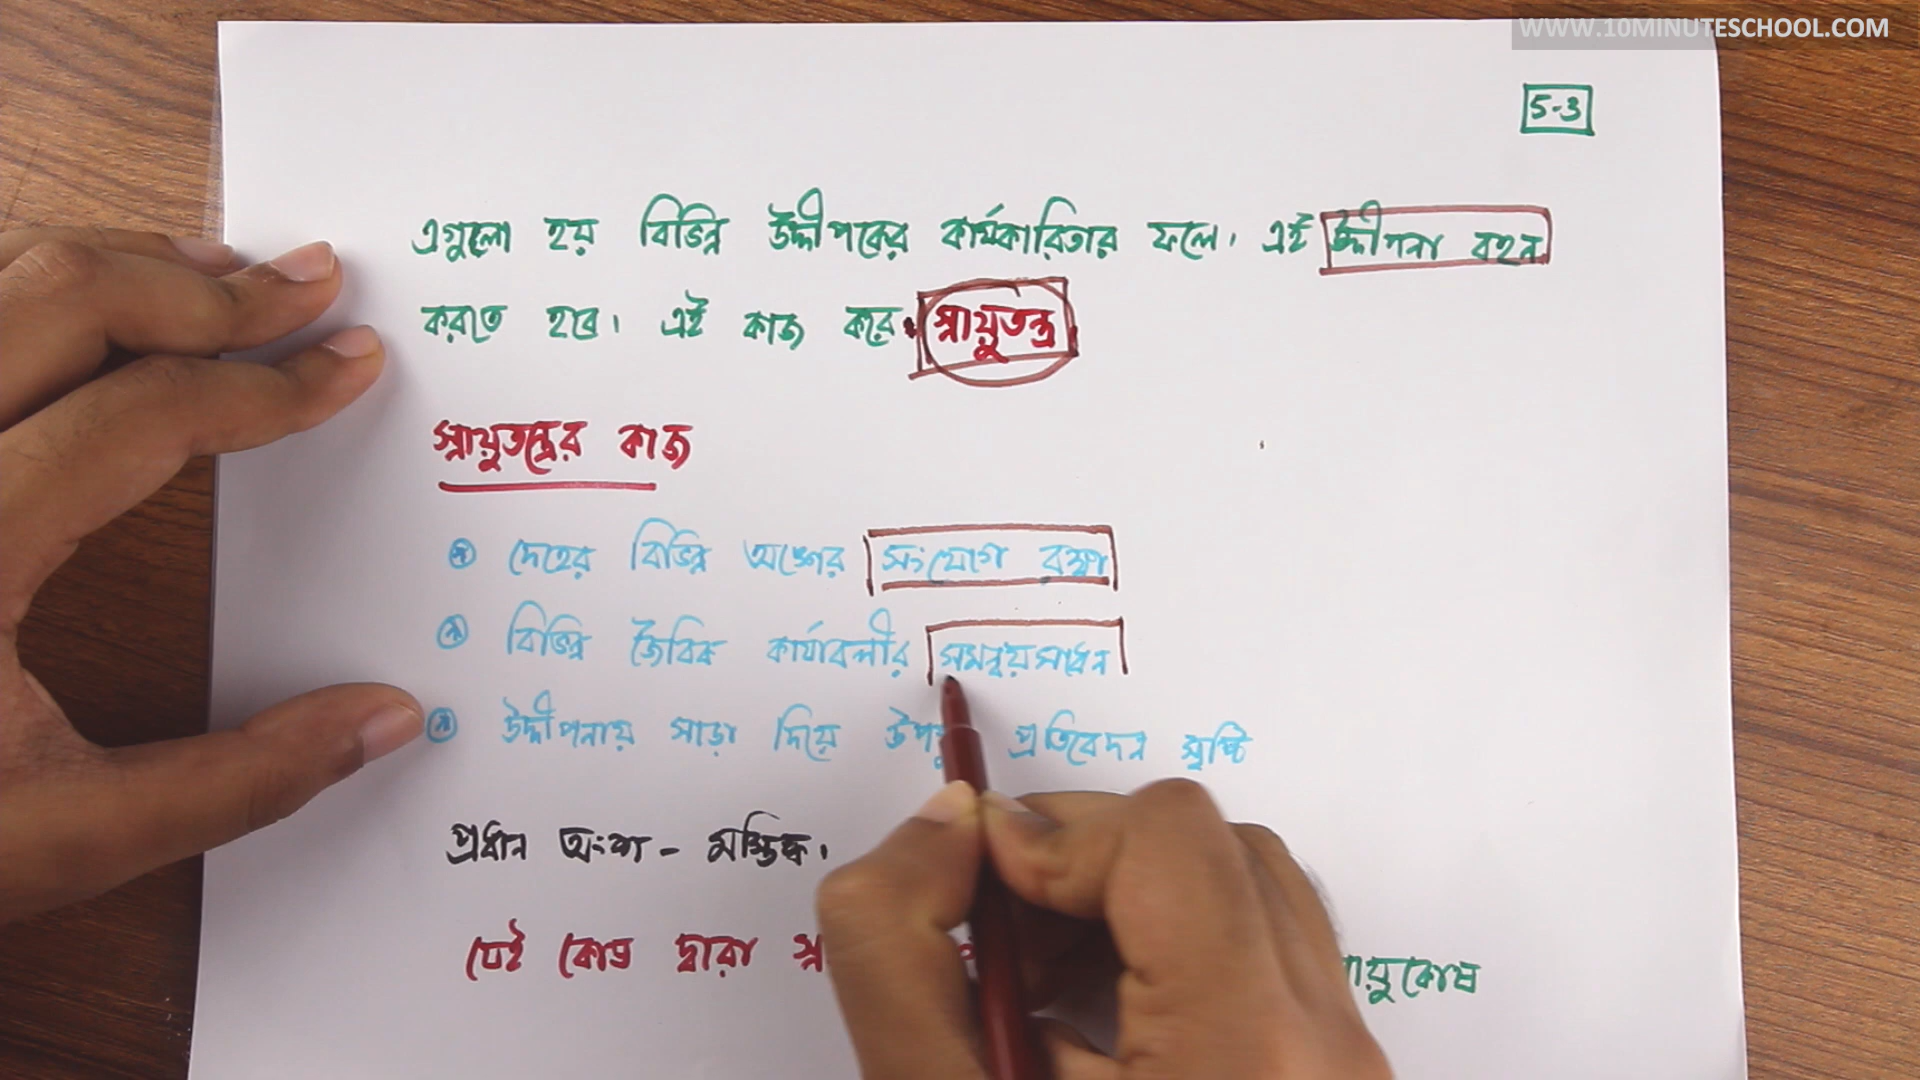 WWW.10MINUTESCHOOL.COM
5-3
এগুলো হয় বিভিন্ন উদ্দীপকের কার্যকারিতার ফলে। এই উদ্দীপনা বহন
করতে হবে। এই কাজ করে স্নায়ুতন্ত্র
স্নায়ুতন্ত্রের কাজ
দেহের বিভিন্ন অঙ্গের সংযোগ রক্ষা
বিভিন্ন জৈবিক কার্যাবলীর সমন্বয়সাধন
উদ্দীপনায় সাড়া দিয়ে প্রতিবেদন সৃষ্টি
প্রধান অংশ - মস্তিষ্ক।
যেই কোষ দ্বারা